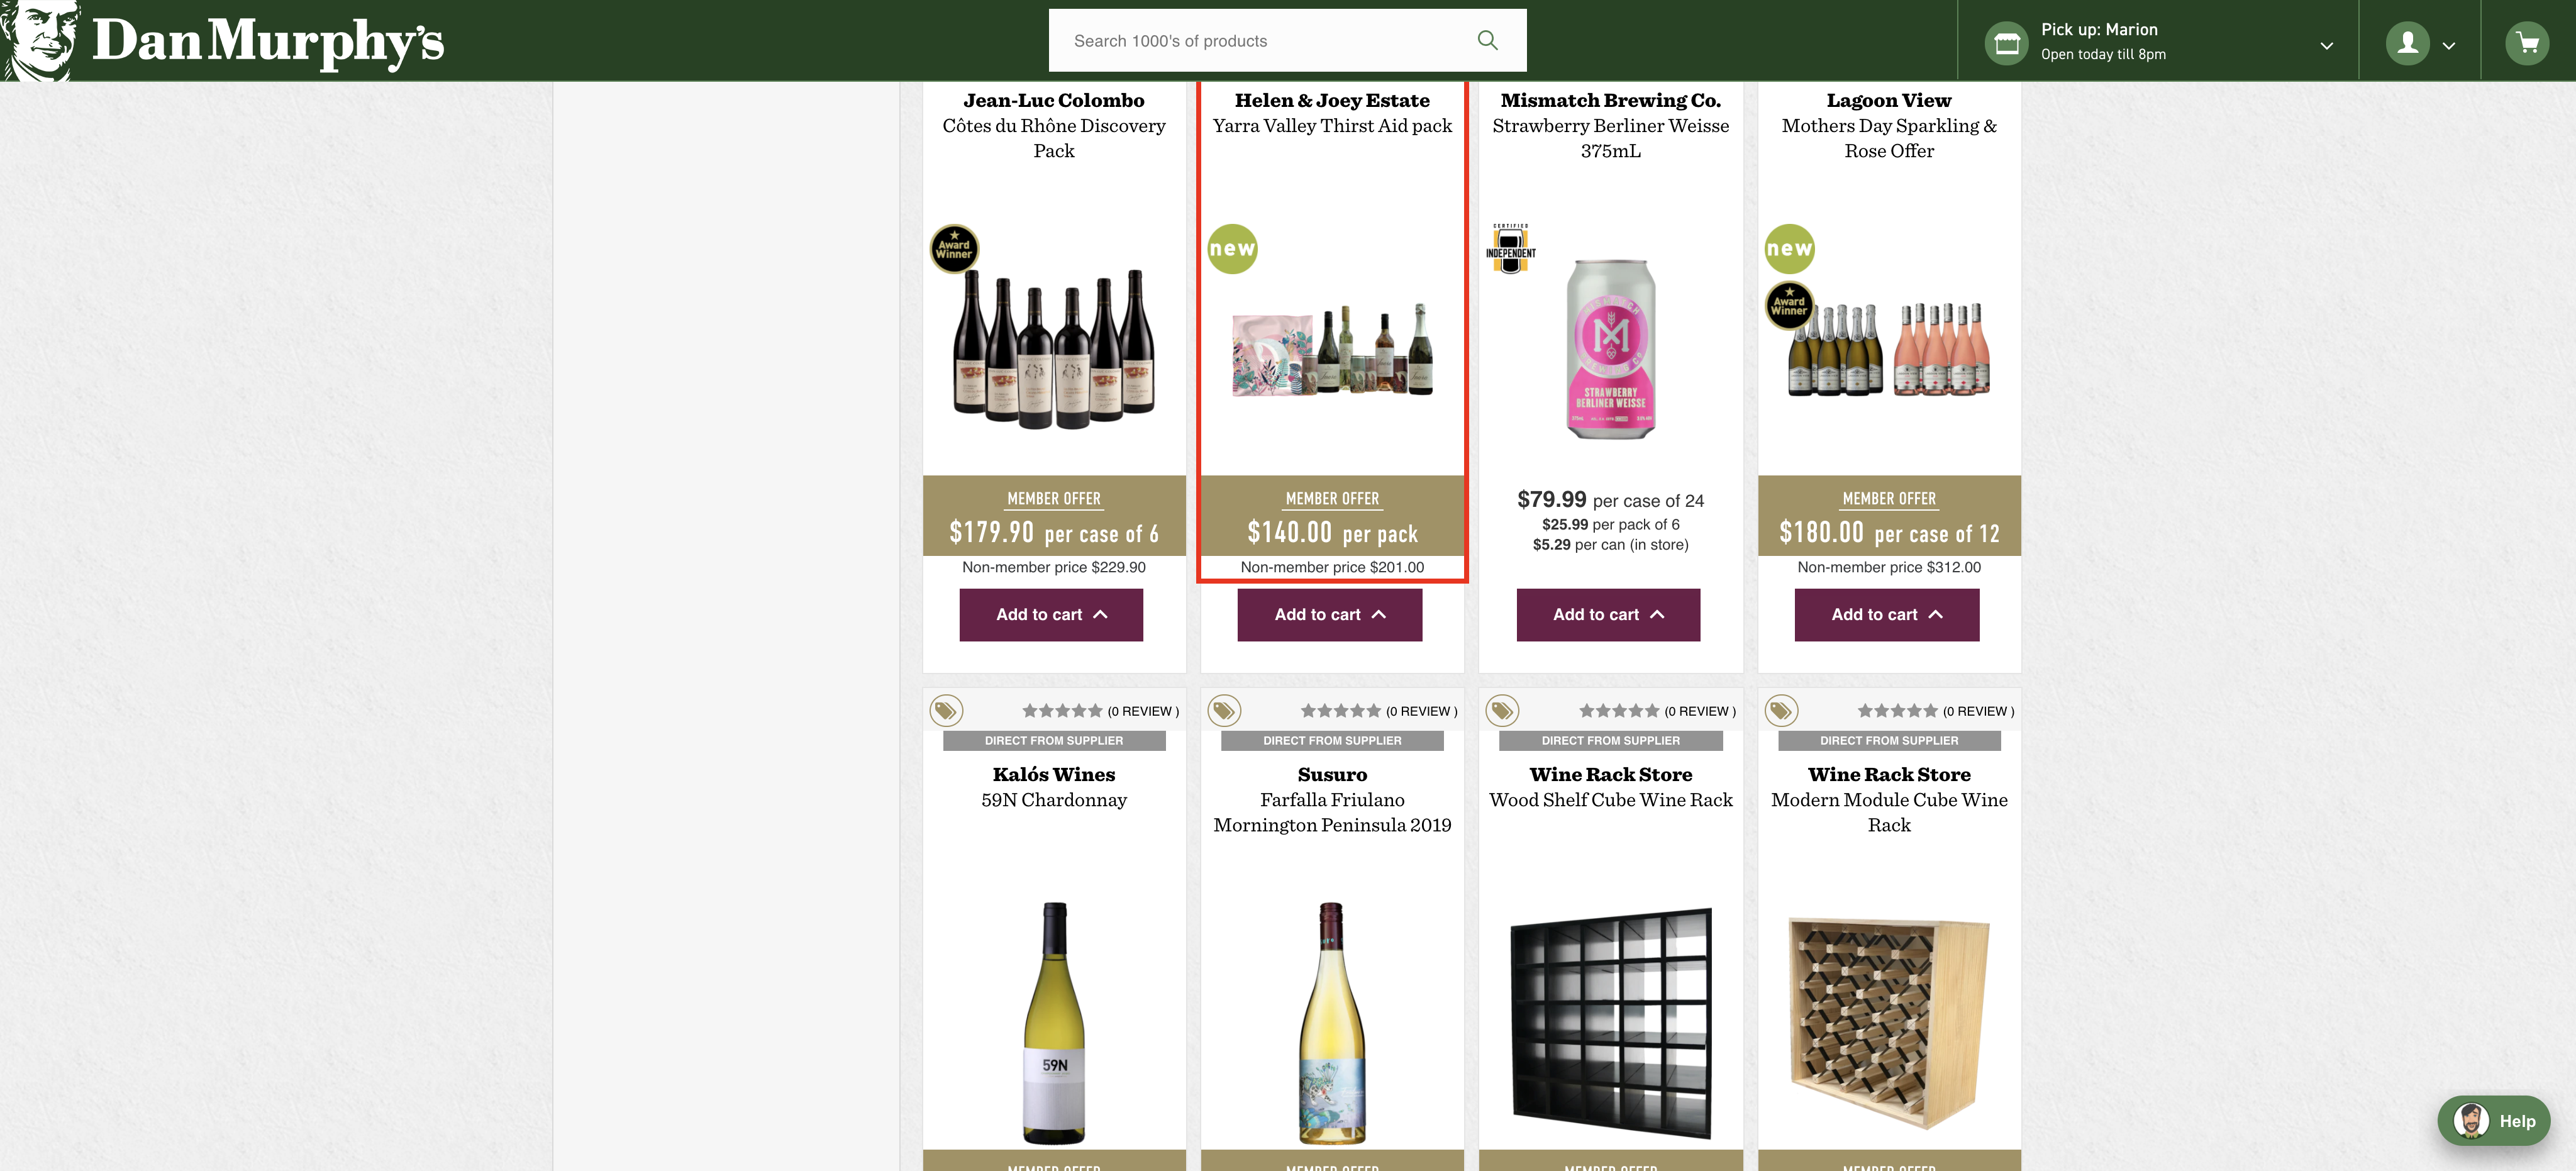 Dan Murphy's
Search 1000's of products
Pick up: Marion
Open today till 8pm
Jean-Luc Colombo
Côtes du Rhône Discovery
Pack
Award
Winner
MEMBER OFFER
$179.90 per case of 6
Non-member price $229.90
Add to cart
Helen & Joey Estate
Yarra Valley Thirst Aid pack
new
MEMBER OFFER
$140.00 per pack
Non-member price $201.00
Add to cart
Mismatch Brewing Co.
Strawberry Berliner Weisse
375mL
CERTIFIED
INDEPENDENT
M
STRAWBERRY
BERLINER WEISSE
$79.99 per case of 24
$25.99 per pack of 6
$5.29 per can (in store)
Add to cart
Lagoon View
Mothers Day Sparkling &
Rose Offer
new
Award
Winner
MEMBER OFFER
$180.00 per case of 12
Non-member price $312.00
Add to cart
(0 REVIEW )
DIRECT FROM SUPPLIER
Kalós Wines
59N Chardonnay
59N
MEMBER OFFER
(0 REVIEW )
DIRECT FROM SUPPLIER
Susuro
Farfalla Friulano
Mornington Peninsula 2019
MEMBER OFFER
(0 REVIEW )
DIRECT FROM SUPPLIER
Wine Rack Store
Wood Shelf Cube Wine Rack
MEMBER OFFER
(0 REVIEW )
DIRECT FROM SUPPLIER
Wine Rack Store
Modern Module Cube Wine
Rack
MEMBER OFFER
Help